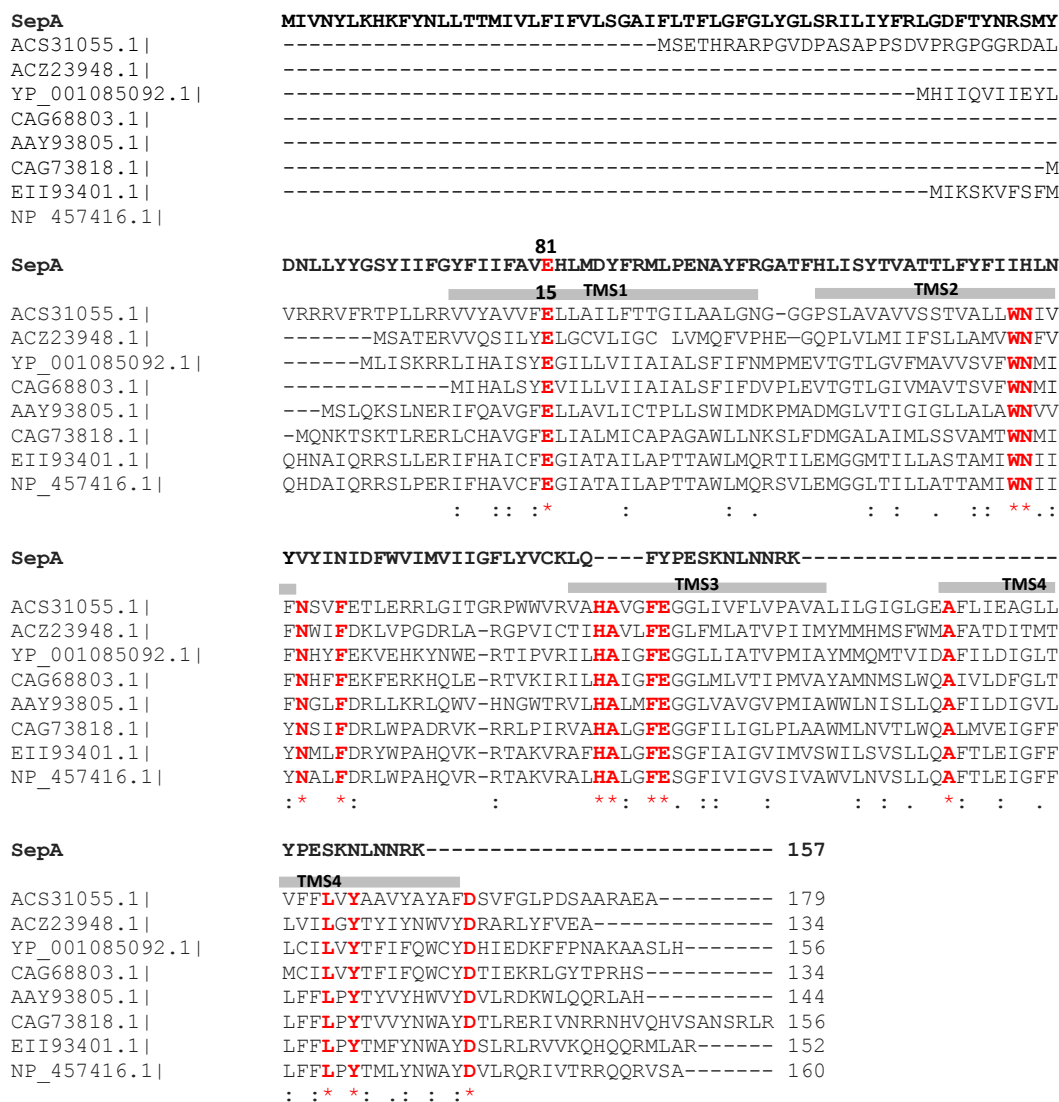 SepA MIVNYLKHKFYNLLTTMIVLFIFVLSGAIFLTFLGFGLYGLSRILIYFRLGDFTYNRSMY
ACS31055.1| -----------------------------MSETHRARPGVDPASAPPSDVPRGPGGRDAL
ACZ23948.1| ------------------------------------------------------------
YP_001085092.1| -------------------------------------------------MHIIQVIIEYL
CAG68803.1| ------------------------------------------------------------
AAY93805.1| ------------------------------------------------------------
CAG73818.1| -----------------------------------------------------------M
EII93401.1| --------------------------------------------------MIKSKVFSFM
NP_457416.1|
81
SepA DNLLYYGSYIIFGYFIIFAVEHLMDYFRMLPENAYFRGATFHLISYTVATTLFYFIIHLN
15 TMS1 TMS2
ACS31055.1| VRRRVFRTPLLRRVVYAVVFELLAILFTTGILAALGNG-GGPSLAVAVVSSTVALLWNIV
ACZ23948.1| -------MSATERVVQSILYELGCVLIGC LVMQFVPHE—GQPLVLMIIFSLLAMVWNFV
YP_001085092.1| ------MLISKRRLIHAISYEGILLVIIAIALSFIFNMPMEVTGTLGVFMAVVSVFWNMI
CAG68803.1| -------------MIHALSYEVILLVIIAIALSFIFDVPLEVTGTLGIVMAVTSVFWNMI
AAY93805.1| ---MSLQKSLNERIFQAVGFELLAVLICTPLLSWIMDKPMADMGLVTIGIGLLALAWNVV
CAG73818.1| -MQNKTSKTLRERLCHAVGFELIALMICAPAGAWLLNKSLFDMGALAIMLSSVAMTWNMI
EII93401.1| QHNAIQRRSLLERIFHAICFEGIATAILAPTTAWLMQRTILEMGGMTILLASTAMIWNII
NP_457416.1| QHDAIQRRSLPERIFHAVCFEGIATAILAPTTAWLMQRSVLEMGGLTILLATTAMIWNII
: :: :* : : . : : . :: **.:
SepA YVYINIDFWVIMVIIGFLYVCKLQ----FYPESKNLNNRK--------------------
TMS3 TMS4
ACS31055.1| FNSVFETLERRLGITGRPWWVRVAHAVGFEGGLIVFLVPAVALILGIGLGEAFLIEAGLL
ACZ23948.1| FNWIFDKLVPGDRLA-RGPVICTIHAVLFEGLFMLATVPIIMYMMHMSFWMAFATDITMT
YP_001085092.1| FNHYFEKVEHKYNWE-RTIPVRILHAIGFEGGLLIATVPMIAYMMQMTVIDAFILDIGLT
CAG68803.1| FNHFFEKFERKHQLE-RTVKIRILHAIGFEGGLMLVTIPMVAYAMNMSLWQAIVLDFGLT
AAY93805.1| FNGLFDRLLKRLQWV-HNGWTRVLHALMFEGGLVAVGVPMIAWWLNISLLQAFILDIGVL
CAG73818.1| YNSIFDRLWPADRVK-RRLPIRVAHALGFEGGFILIGLPLAAWMLNVTLWQALMVEIGFF
EII93401.1| YNMLFDRYWPAHQVK-RTAKVRAFHALGFESGFIAIGVIMVSWILSVSLLQAFTLEIGFF
NP_457416.1| YNALFDRLWPAHQVR-RTAKVRALHALGFESGFIVIGVSIVAWVLNVSLLQAFTLEIGFF
:* *: : ** **. :: : : : . *: : .
SepA YPESKNLNNRK--------------------------- 157
TMS4
ACS31055.1| VFFLVYAAVYAYAFDSVFGLPDSAARAEA--------- 179
ACZ23948.1| LVILGYTYIYNWVYDRARLYFVEA-------------- 134
YP_001085092.1| LCILVYTFIFQWCYDHIEDKFFPNAKAASLH------- 156
CAG68803.1| MCILVYTFIFQWCYDTIEKRLGYTPRHS---------- 134
AAY93805.1| LFFLPYTYVYHWVYDVLRDKWLQQRLAH---------- 144
CAG73818.1| LFFLPYTVVYNWAYDTLRERIVNRRNHVQHVSANSRLR 156
EII93401.1| LFFLPYTMFYNWAYDSLRLRVVKQHQQRMLAR------ 152
NP_457416.1| LFFLPYTMLYNWAYDVLRQRIVTRRQQRVSA------- 160
: :* *: .: : :*